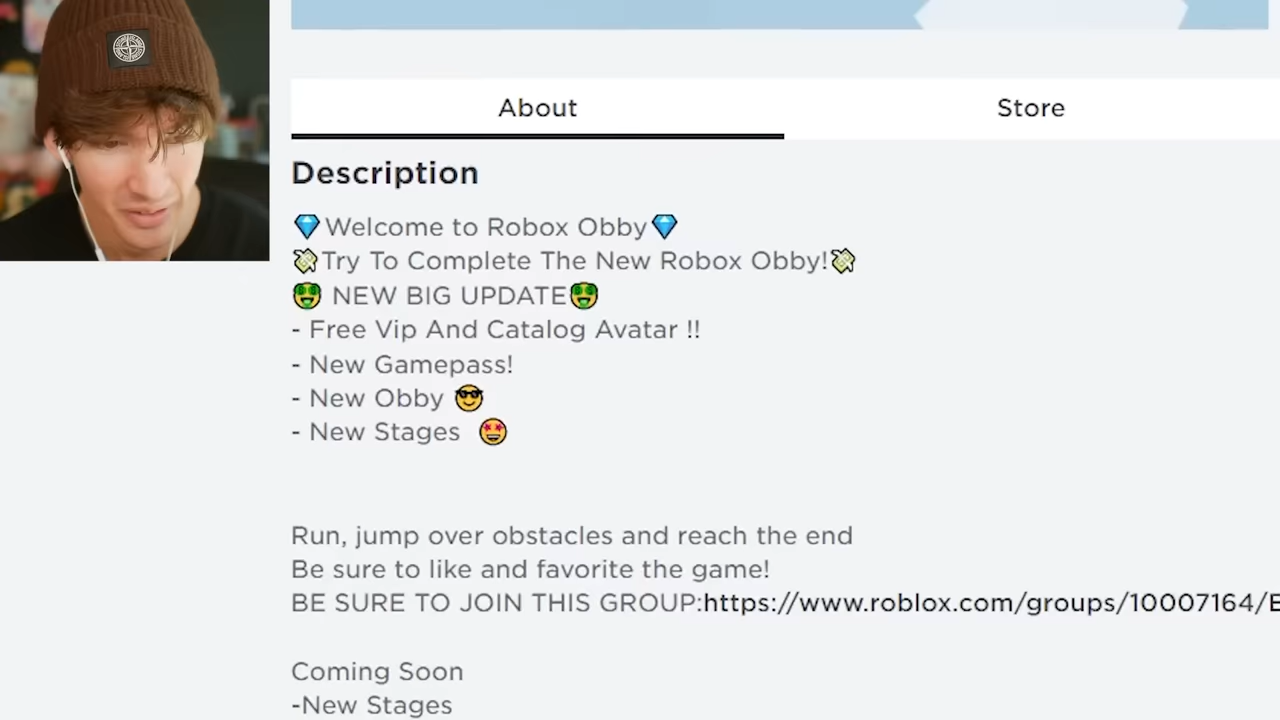 About
Store
Description
💎Welcome to Robox Obby💎
💸Try To Complete The New Robox Obby!💸
🤑 NEW BIG UPDATE🤑
- Free Vip And Catalog Avatar !!
- New Gamepass!
- New Obby 😎
- New Stages 🤩
Run, jump over obstacles and reach the end
Be sure to like and favorite the game!
BE SURE TO JOIN THIS GROUP:https://www.roblox.com/groups/10007164/
Coming Soon
-New Stages